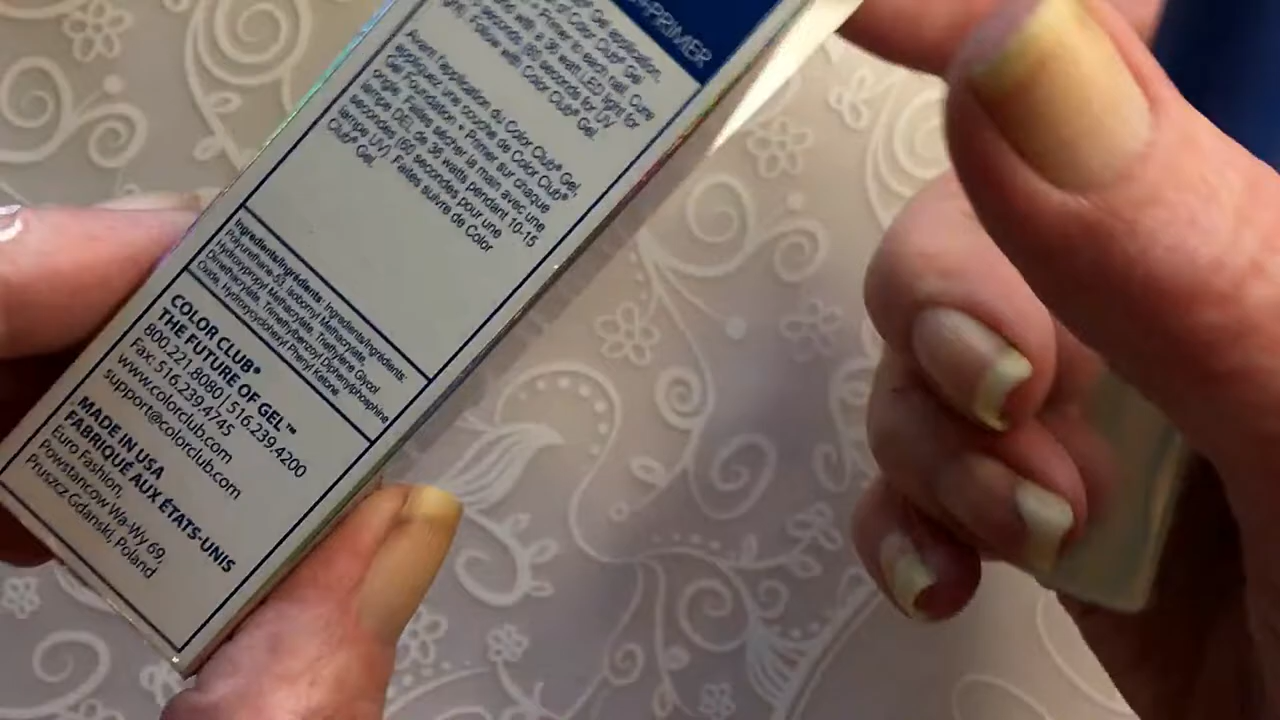 +PRIMER
Gel application,
of Color Club® Gel
Primer to each nail. Cure
with a 36 watt LED light for
seconds (60 seconds for UV
light). Follow with Color Club® Gel.
Avant l'application du Color Club® Gel,
appliquez une couche de Color Club®
Gel Foundation + Primer sur chaque
ongle. Faites sécher la main avec une
lampe DEL de 36 watts pendant 10-15
secondes (60 secondes pour une
lampe UV). Faites suivre de Color
Club® Gel.
Ingredients/Ingrédients: Ingredients/Ingrédients:
Polyurethane-53, Isobornyl Methacrylate,
Hydroxypropyl Methacrylate, Triethylene Glycol
Dimethacrylate, Trimethylbenzoyl Diphenylphosphine
Oxide, Hydroxycyclohexyl Phenyl Ketone.
COLOR CLUB®
THE FUTURE OF GEL™
800.221.8080 | 516.239.4200
Fax: 516.239.4745
www.colorclub.com
support@colorclub.com
MADE IN USA
FABRIQUÉ AUX ÉTATS-UNIS
Euro Fashion,
Powstancow Wa-Wy 69,
Pruszcz Gdanski, Poland